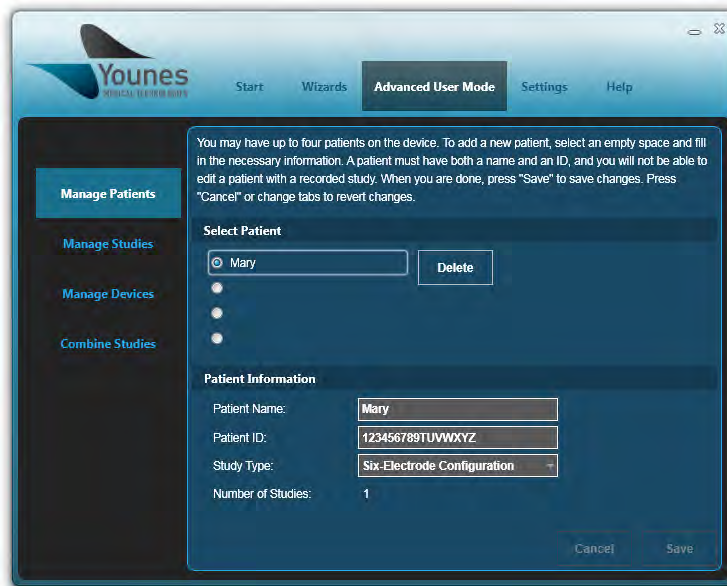 Younes
MEDICAL TECHNOLOGIES
Start
Wizards
Advanced User Mode
Settings
Help
Manage Patients
Manage Studies
Manage Devices
Combine Studies
You may have up to four patients on the device. To add a new patient, select an empty space and fill
in the necessary information. A patient must have both a name and an ID, and you will not be able to
edit a patient with a recorded study. When you are done, press "Save" to save changes. Press
"Cancel" or change tabs to revert changes.
Select Patient
Mary
Delete
Patient Information
Patient Name: Mary
Patient ID: 123456789TUVWXYZ
Study Type: Six-Electrode Configuration
Number of Studies: 1
Cancel
Save